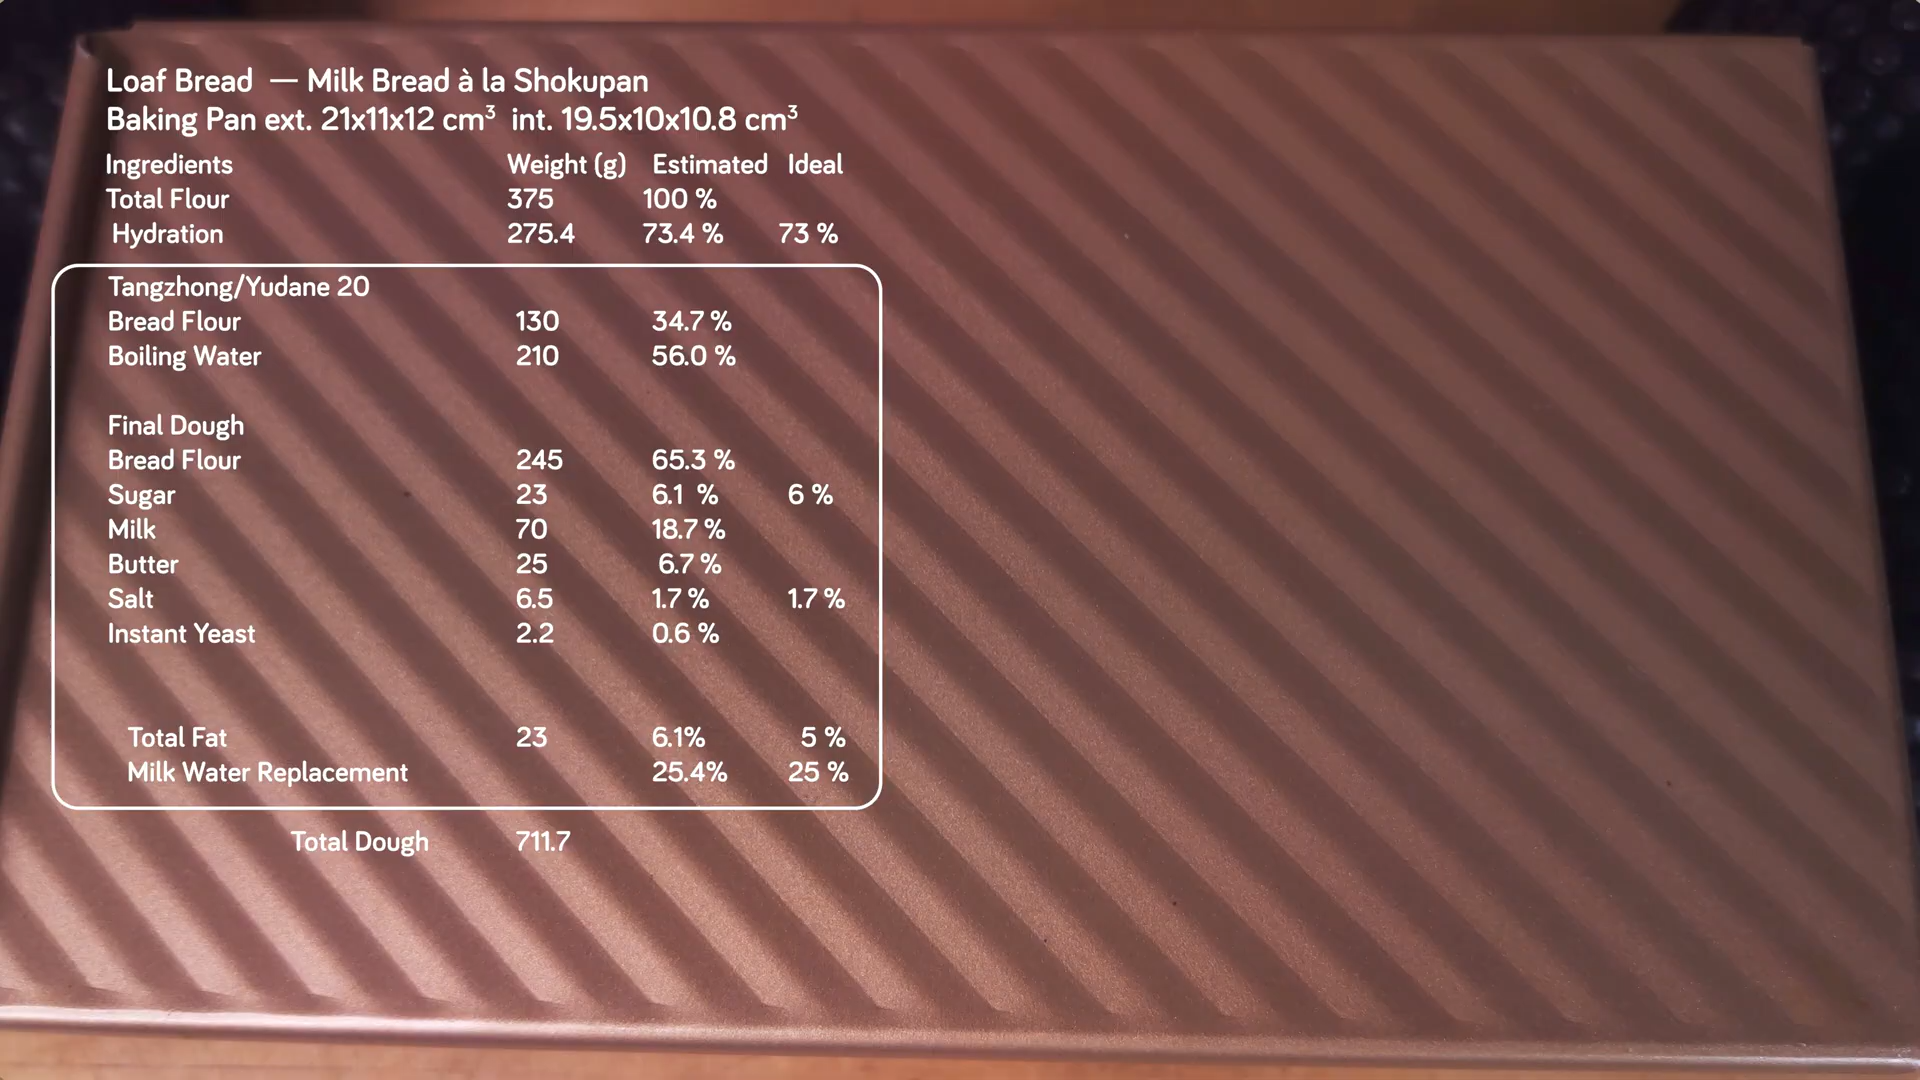 Loaf Bread — Milk Bread à la Shokupan
Baking Pan ext. 21x11x12 cm³ int. 19.5x10x10.8 cm³
Ingredients Weight (g) Estimated Ideal
Total Flour 375 100 %
Hydration 275.4 73.4 % 73 %
Tangzhong/Yudane 20
Bread Flour 130 34.7 %
Boiling Water 210 56.0 %
Final Dough
Bread Flour 245 65.3 %
Sugar 23 6.1 % 6 %
Milk 70 18.7 %
Butter 25 6.7 %
Salt 6.5 1.7 % 1.7 %
Instant Yeast 2.2 0.6 %
Total Fat 23 6.1% 5 %
Milk Water Replacement 25.4% 25 %
Total Dough 711.7